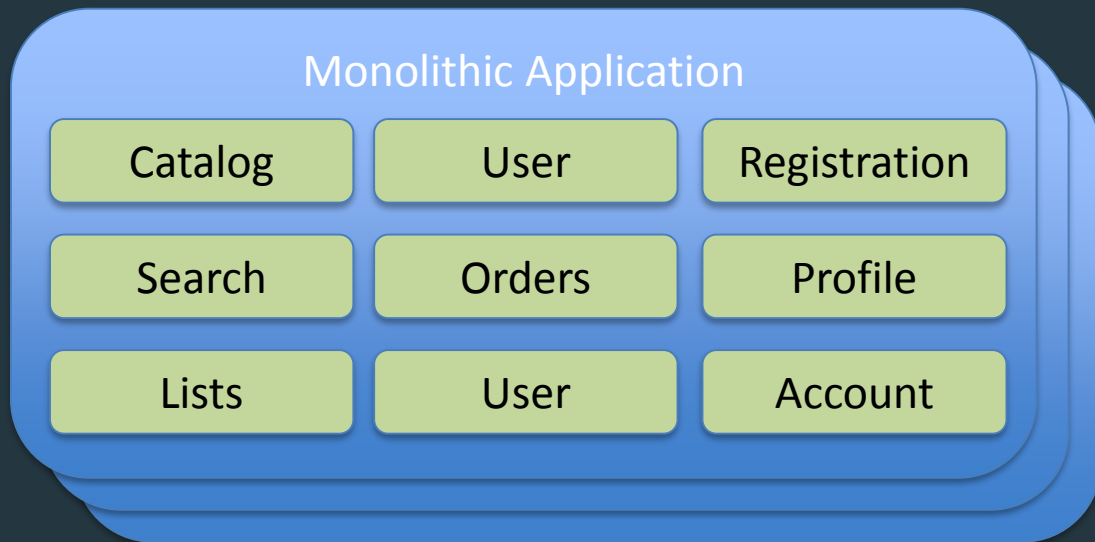 Monolithic Application
Catalog
User
Registration
Search
Orders
Profile
Lists
User
Account